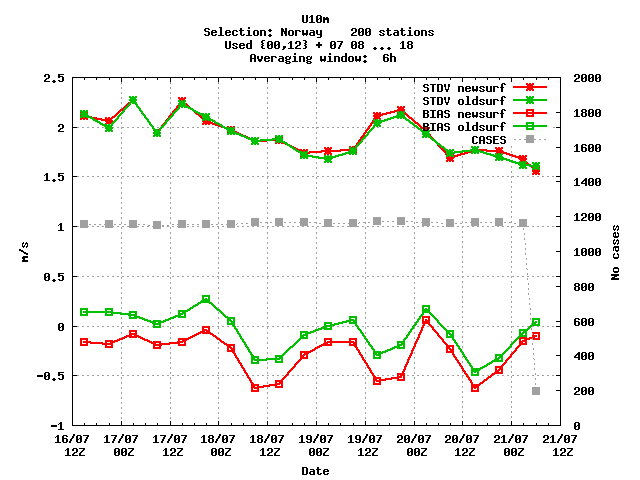 U10m
Selection: Norway    200 stations
Used {00,12} + 07 08 ... 18
Averaging window:  6h
STDV newsurf
STDV oldsurf
BIAS newsurf
BIAS oldsurf
CASES
2.5
2
1.5
1
0.5
0
-0.5
-1
m/s
2000
1800
1600
1400
1200
1000
800
600
400
200
0
No cases
16/07 17/07 17/07 18/07 18/07 19/07 19/07 20/07 20/07 21/07 21/07
12Z 00Z 12Z 00Z 12Z 00Z 12Z 00Z 12Z 00Z 12Z
Date